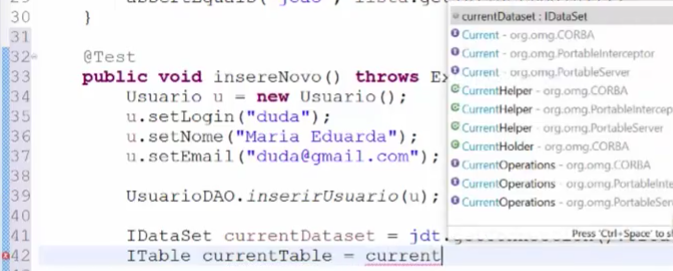 30 }
31
32 @Test
33 public void insereNovo() throws Ex
34 Usuario u = new Usuario();
35 u.setLogin("duda");
36 u.setNome("Maria Eduarda");
37 u.setEmail("duda@gmail.com");
38
39 UsuarioDAO.inserirUsuario(u);
40
41 IDataSet currentDataset = jdt.
42 ITable currentTable = current
currentDataset : IDataSet
Current - org.omg.CORBA
Current - org.omg.PortableInterceptor
Current - org.omg.PortableServer
CurrentHelper - org.omg.CORBA
CurrentHelper - org.omg.PortableIntercep
CurrentHelper - org.omg.PortableServer
CurrentHolder - org.omg.CORBA
CurrentOperations - org.omg.CORBA
CurrentOperations - org.omg.PortableInte
CurrentOperations - org.omg.PortableSer
Press 'Ctrl+Space' to s